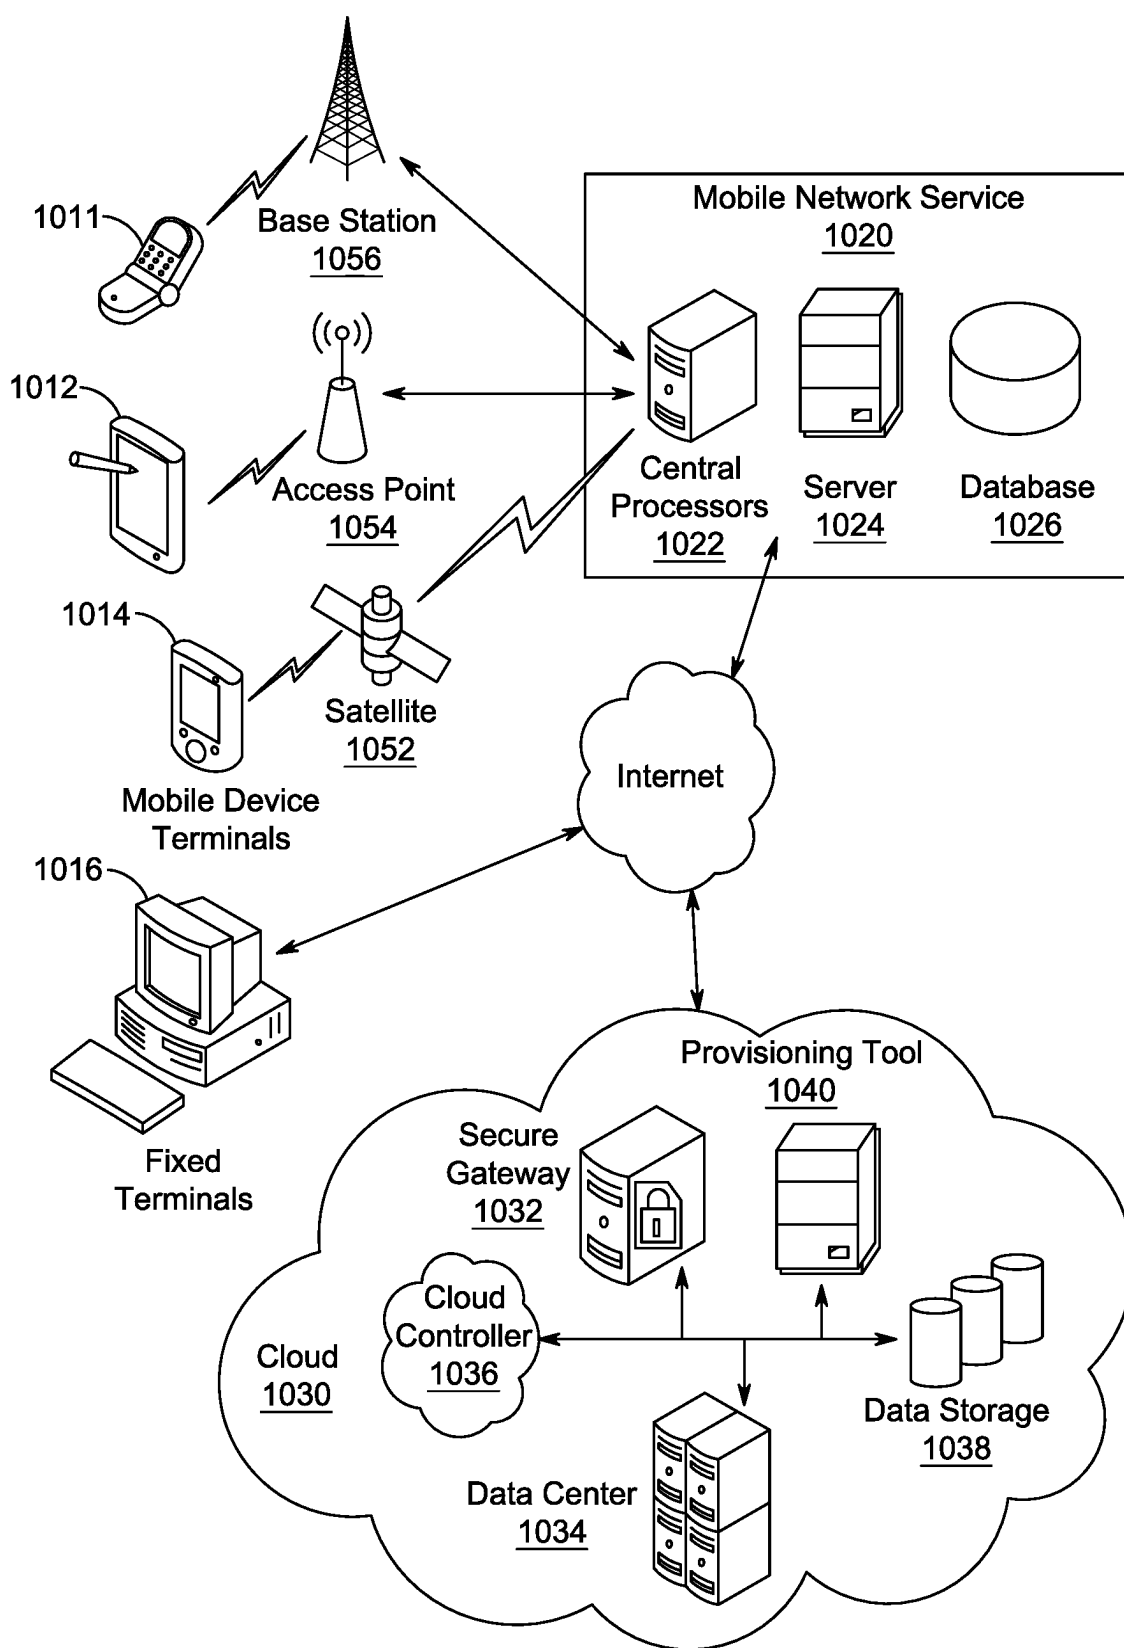 1011
Base Station
1056
Mobile Network Service
1020
1012
Access Point
1054
Central
Processors
1022
Server
1024
Database
1026
1014
Satellite
1052
Mobile Device
Terminals
Internet
1016
Fixed
Terminals
Provisioning Tool
1040
Secure
Gateway
1032
Cloud
Controller
1036
Cloud
1030
Data Storage
1038
Data Center
1034